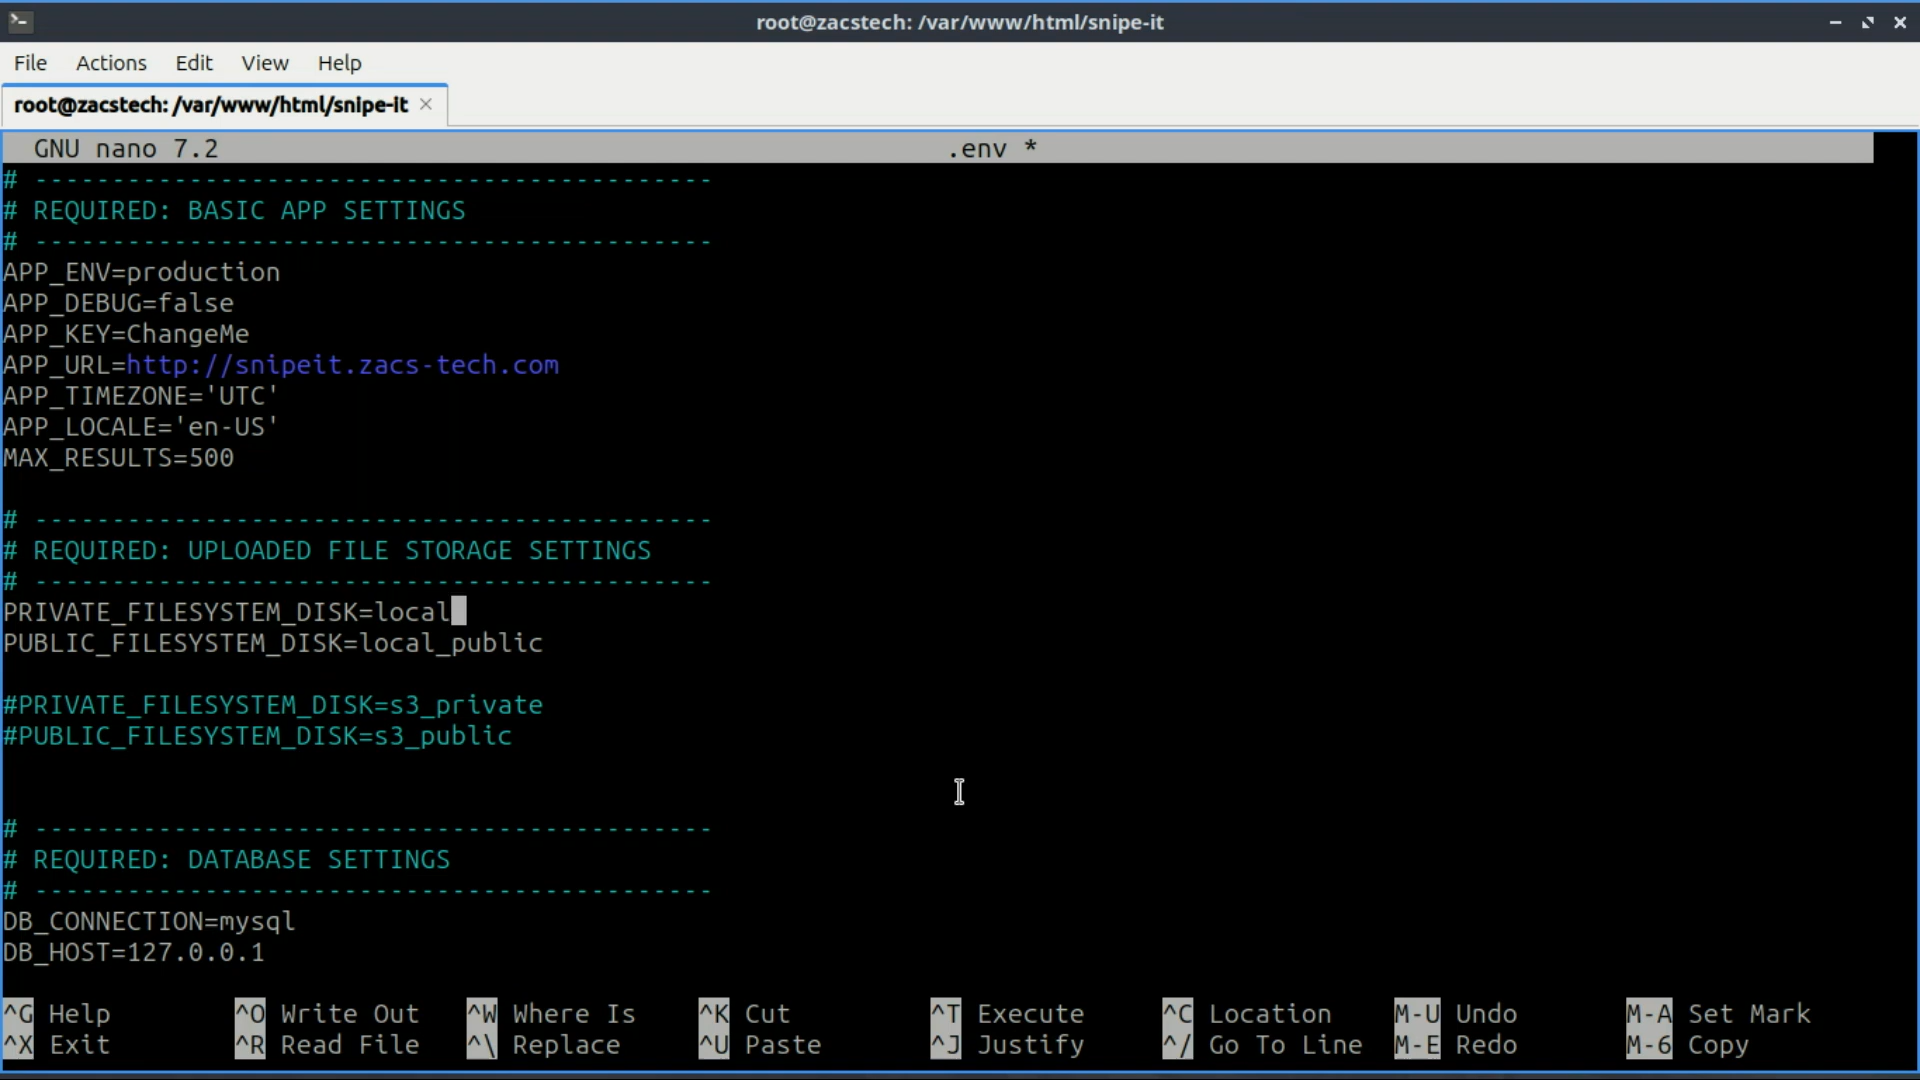 root@zacstech: /var/www/html/snipe-it
File Actions Edit View Help
root@zacstech: /var/www/html/snipe-it ×
GNU nano 7.2 .env *
# --------------------------------------------
# REQUIRED: BASIC APP SETTINGS
# --------------------------------------------
APP_ENV=production
APP_DEBUG=false
APP_KEY=ChangeMe
APP_URL=http://snipeit.zacs-tech.com
APP_TIMEZONE='UTC'
APP_LOCALE='en-US'
MAX_RESULTS=500
# --------------------------------------------
# REQUIRED: UPLOADED FILE STORAGE SETTINGS
# --------------------------------------------
PRIVATE_FILESYSTEM_DISK=local
PUBLIC_FILESYSTEM_DISK=local_public
#PRIVATE_FILESYSTEM_DISK=s3_private
#PUBLIC_FILESYSTEM_DISK=s3_public
# --------------------------------------------
# REQUIRED: DATABASE SETTINGS
# --------------------------------------------
DB_CONNECTION=mysql
DB_HOST=127.0.0.1
^G Help ^O Write Out ^W Where Is ^K Cut ^T Execute ^C Location M-U Undo M-A Set Mark
^X Exit ^R Read File ^\ Replace ^U Paste ^J Justify ^/ Go To Line M-E Redo M-6 Copy